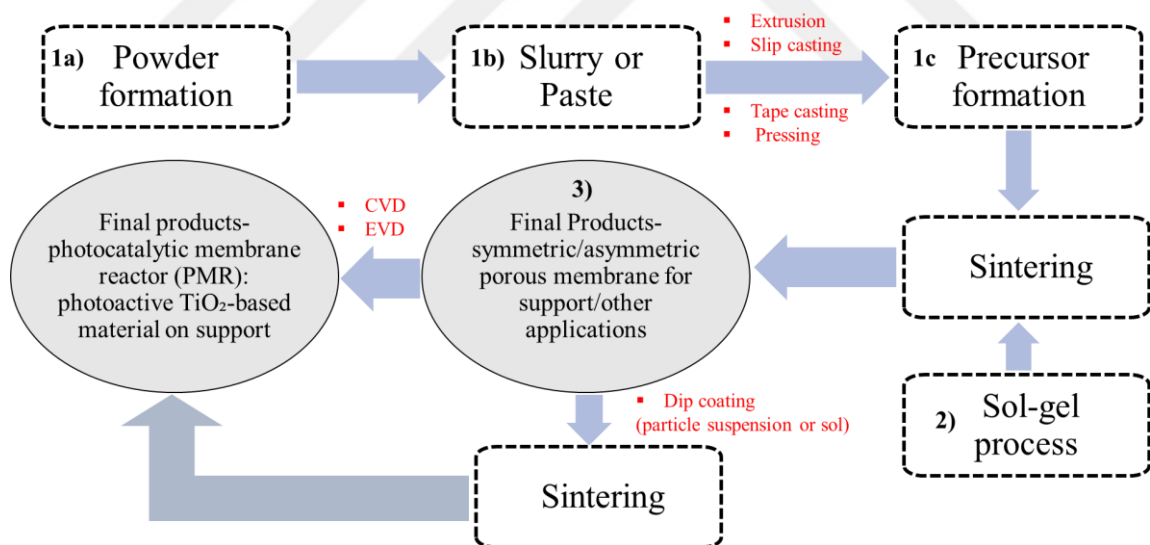 1a) Powder
formation
1b) Slurry or
Paste
▪ Extrusion
▪ Slip casting
▪ Tape casting
▪ Pressing
1c) Precursor
formation
Sintering
2) Sol-gel
process
3)
Final Products-
symmetric/asymmetric
porous membrane for
support/other
applications
▪ CVD
▪ EVD
Final products-
photocatalytic membrane
reactor (PMR):
photoactive TiO₂-based
material on support
▪ Dip coating
(particle suspension or sol)
Sintering